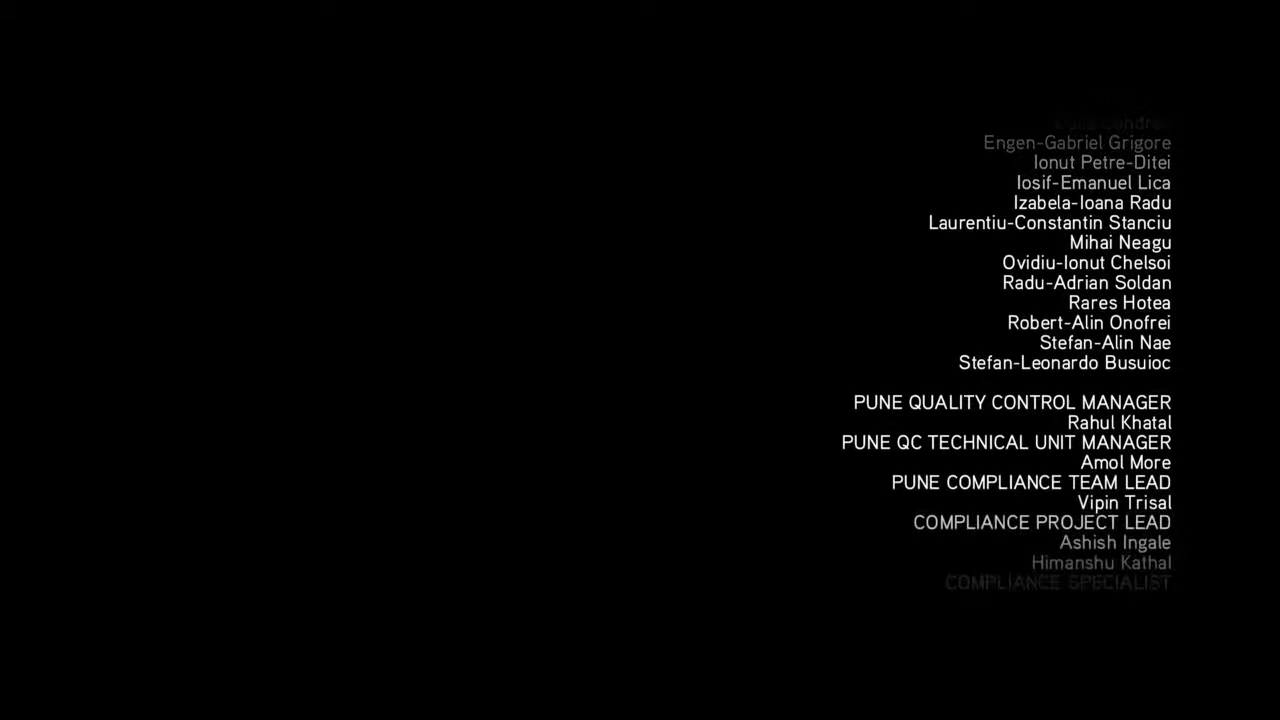 Engen-Gabriel Grigore
Ionut Petre-Ditei
Iosif-Emanuel Lica
Izabela-Ioana Radu
Laurentiu-Constantin Stanciu
Mihai Neagu
Ovidiu-Ionut Chelsoi
Radu-Adrian Soldan
Rares Hotea
Robert-Alin Onofrei
Stefan-Alin Nae
Stefan-Leonardo Busuioc
PUNE QUALITY CONTROL MANAGER
Rahul Khatal
PUNE QC TECHNICAL UNIT MANAGER
Amol More
PUNE COMPLIANCE TEAM LEAD
Vipin Trisal
COMPLIANCE PROJECT LEAD
Ashish Ingale
Himanshu Kathal
COMPLIANCE SPECIALIST